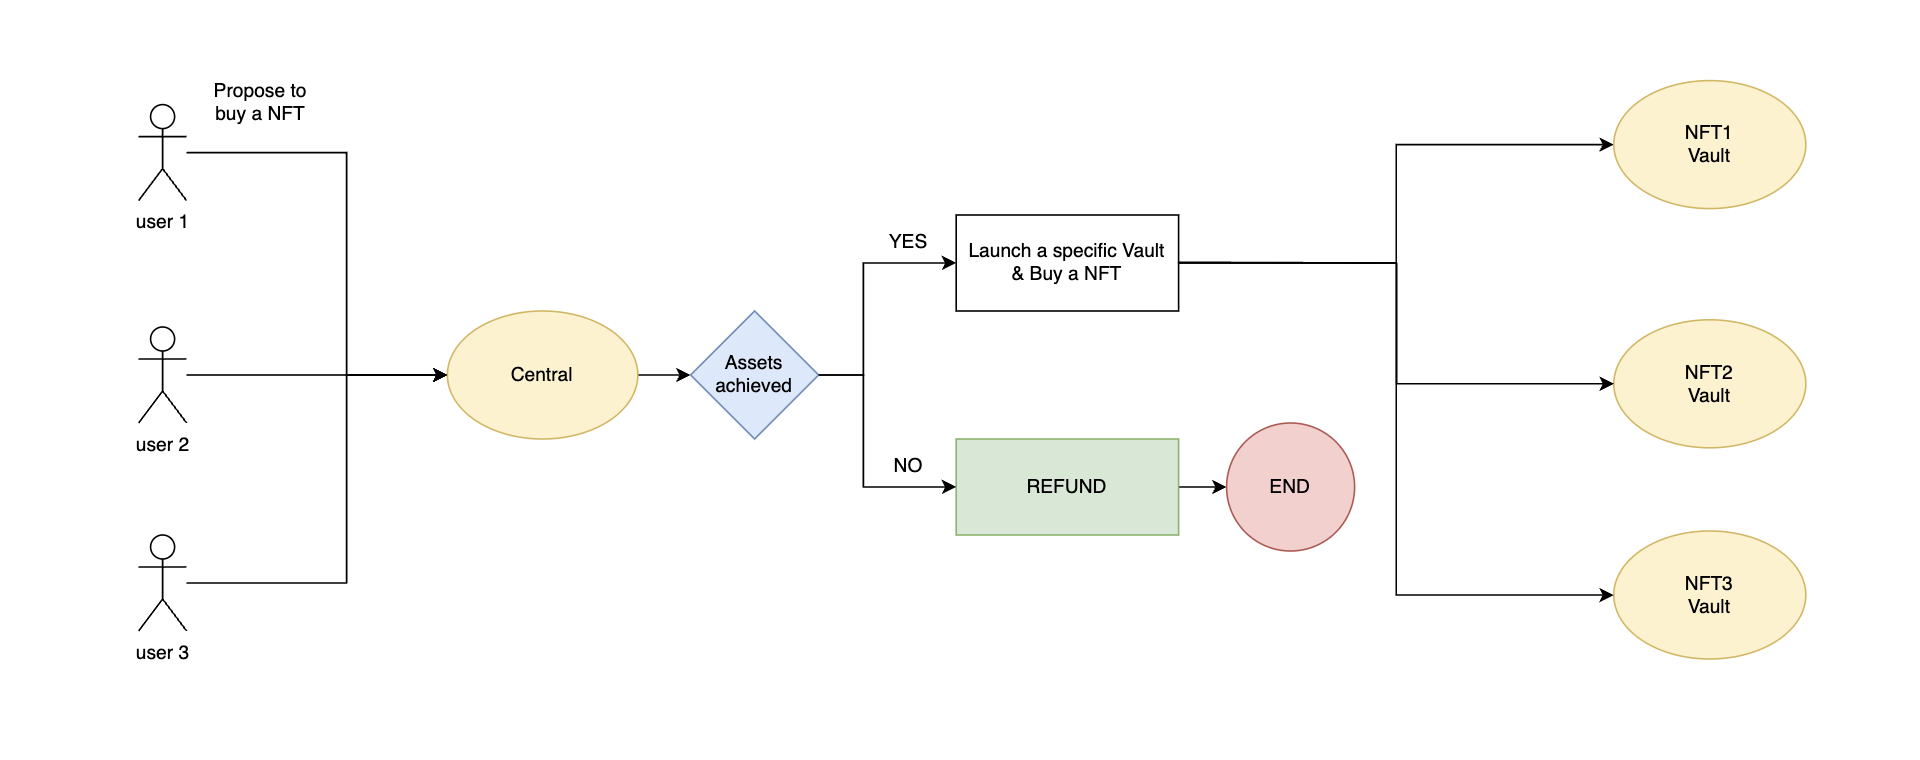 Propose to
buy a NFT
user 1
user 2
user 3
Central
Assets
achieved
YES
Launch a specific Vault
& Buy a NFT
NO
REFUND
END
NFT1
Vault
NFT2
Vault
NFT3
Vault